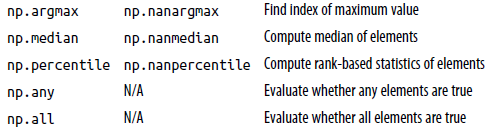 np.argmax np.nanargmax Find index of maximum value
np.median np.nanmedian Compute median of elements
np.percentile np.nanpercentile Compute rank-based statistics of elements
np.any N/A Evaluate whether any elements are true
np.all N/A Evaluate whether all elements are true